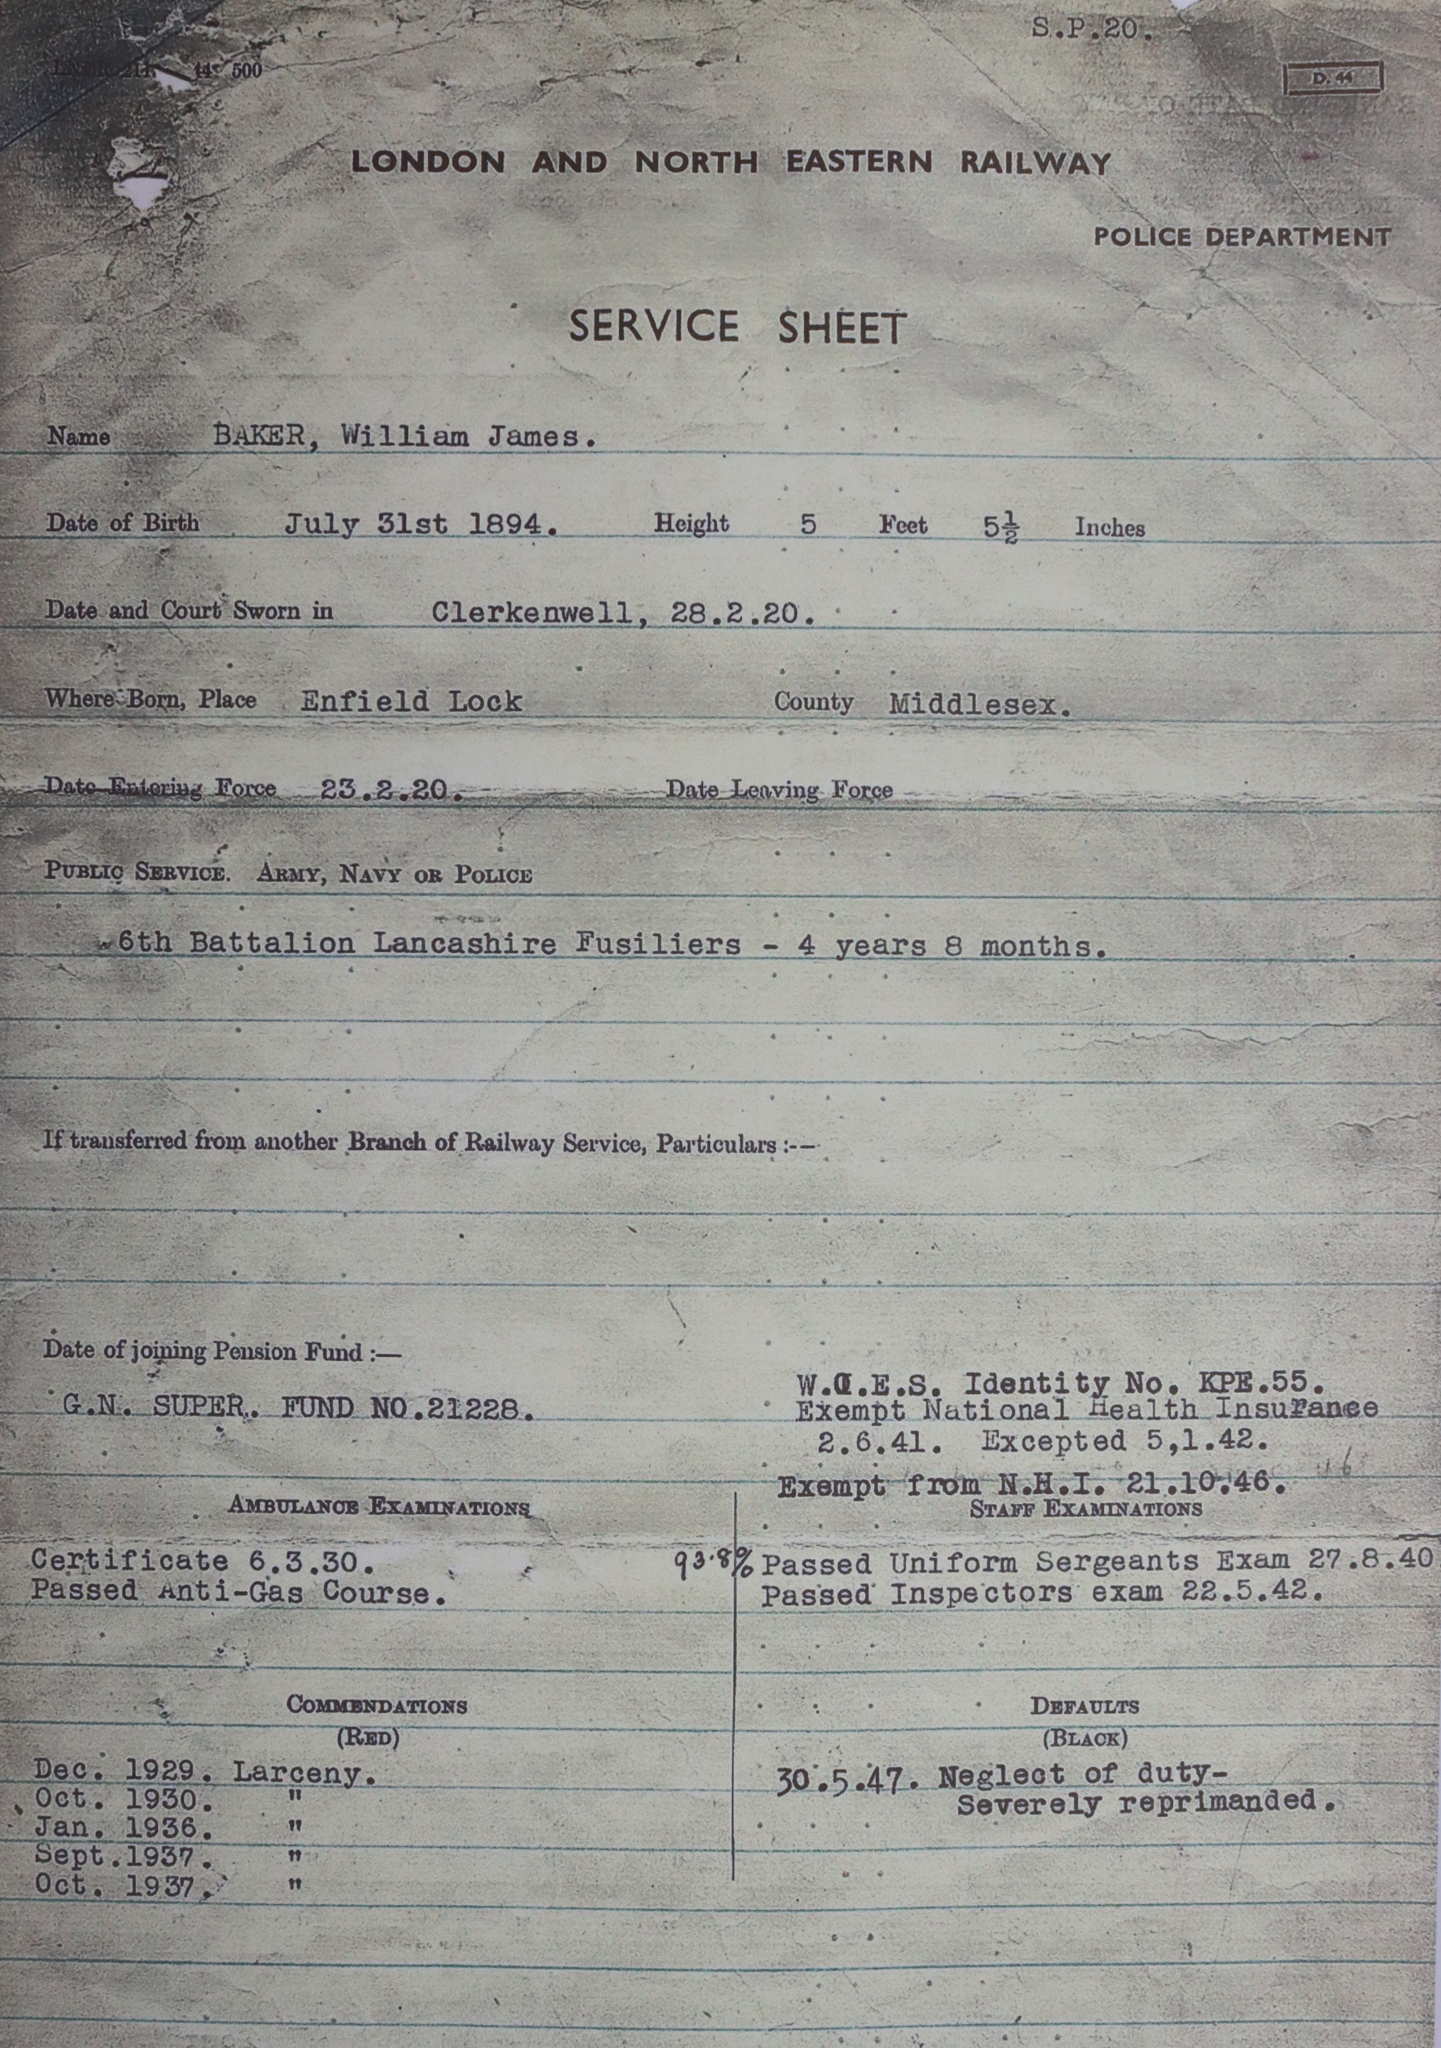 S.P.20.
14 500
D. 44
LONDON AND NORTH EASTERN RAILWAY
POLICE DEPARTMENT
SERVICE SHEET
Name BAKER, William James.
Date of Birth July 31st 1894. Height 5 Feet 5½ Inches
Date and Court Sworn in Clerkenwell, 28.2.20.
Where Born, Place Enfield Lock County Middlesex.
Date Entering Force 23.2.20. Date Leaving Force
PUBLIC SERVICE. ARMY, NAVY OR POLICE
6th Battalion Lancashire Fusiliers - 4 years 8 months.
If transferred from another Branch of Railway Service, Particulars :--
Date of joining Pension Fund :—
G.N. SUPER. FUND NO.21228.
W.C.E.S. Identity No. KPE.55.
Exempt National Health Insurance
2.6.41. Excepted 5,1.42.
Exempt from N.H.I. 21.10.46.
AMBULANCE EXAMINATIONS
Certificate 6.3.30.
Passed Anti-Gas Course.
STAFF EXAMINATIONS
93.8% Passed Uniform Sergeants Exam 27.8.40
Passed Inspectors exam 22.5.42.
COMMENDATIONS
(RED)
Dec. 1929. Larceny.
Oct. 1930. "
Jan. 1936. "
Sept.1937. "
Oct. 1937. "
DEFAULTS
(BLACK)
30.5.47. Neglect of duty-
Severely reprimanded.